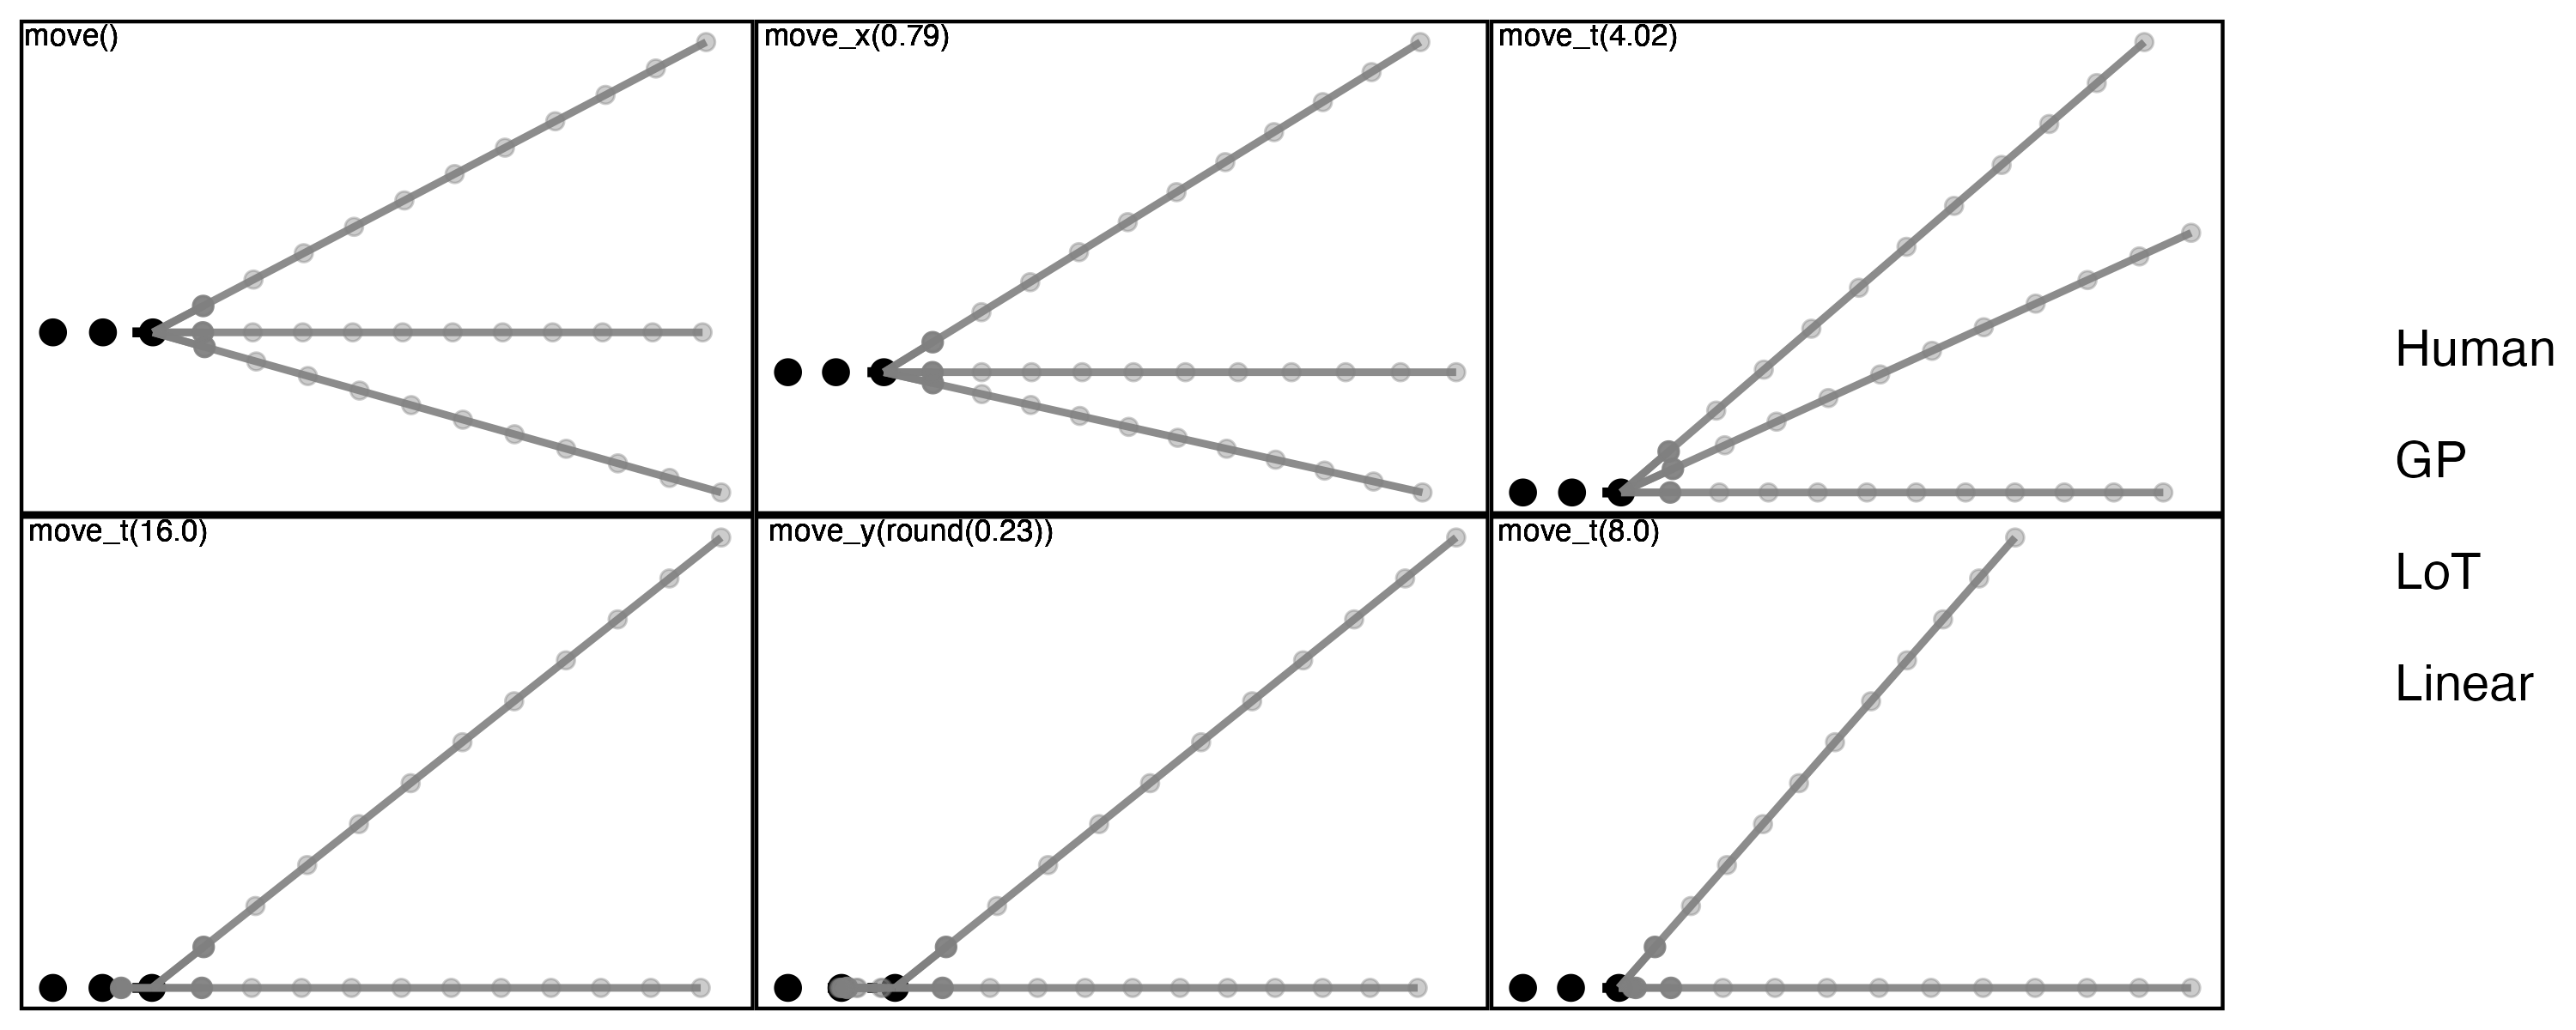 move()
move_x(0.79)
move_t(4.02)
move_t(16.0)
move_y(round(0.23))
move_t(8.0)
Human
GP
LoT
Linear